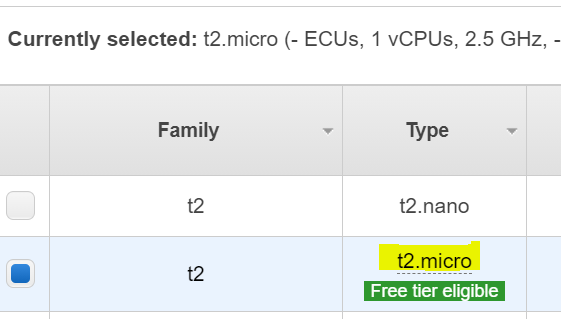 Currently selected: t2.micro (- ECUs, 1 vCPUs, 2.5 GHz, -
Family Type
t2 t2.nano
t2 t2.micro
Free tier eligible